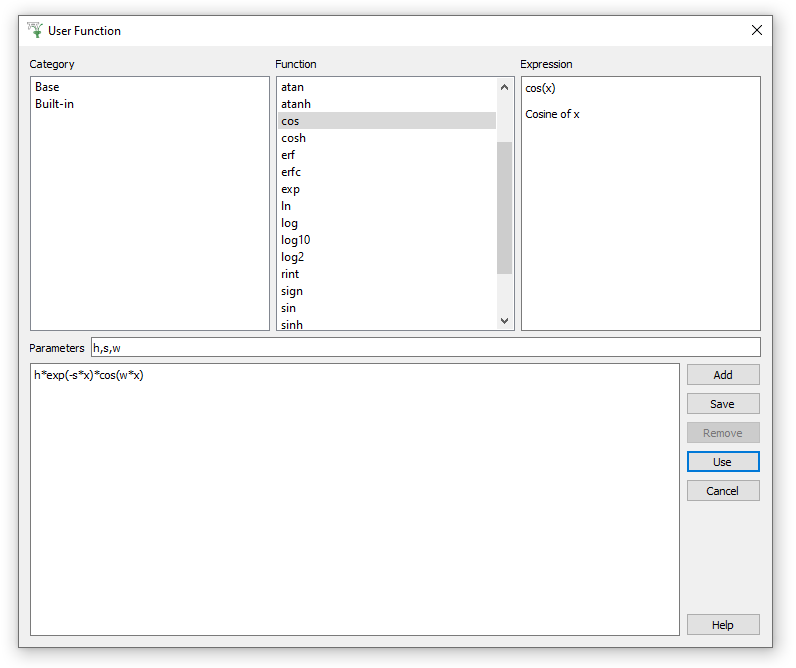 User Function
Category
Function
Expression
Base
Built-in
atan
atanh
cos
cosh
erf
erfc
exp
ln
log
log10
log2
rint
sign
sin
sinh
cos(x)
Cosine of x
Parameters h,s,w
h*exp(-s*x)*cos(w*x)
Add
Save
Remove
Use
Cancel
Help